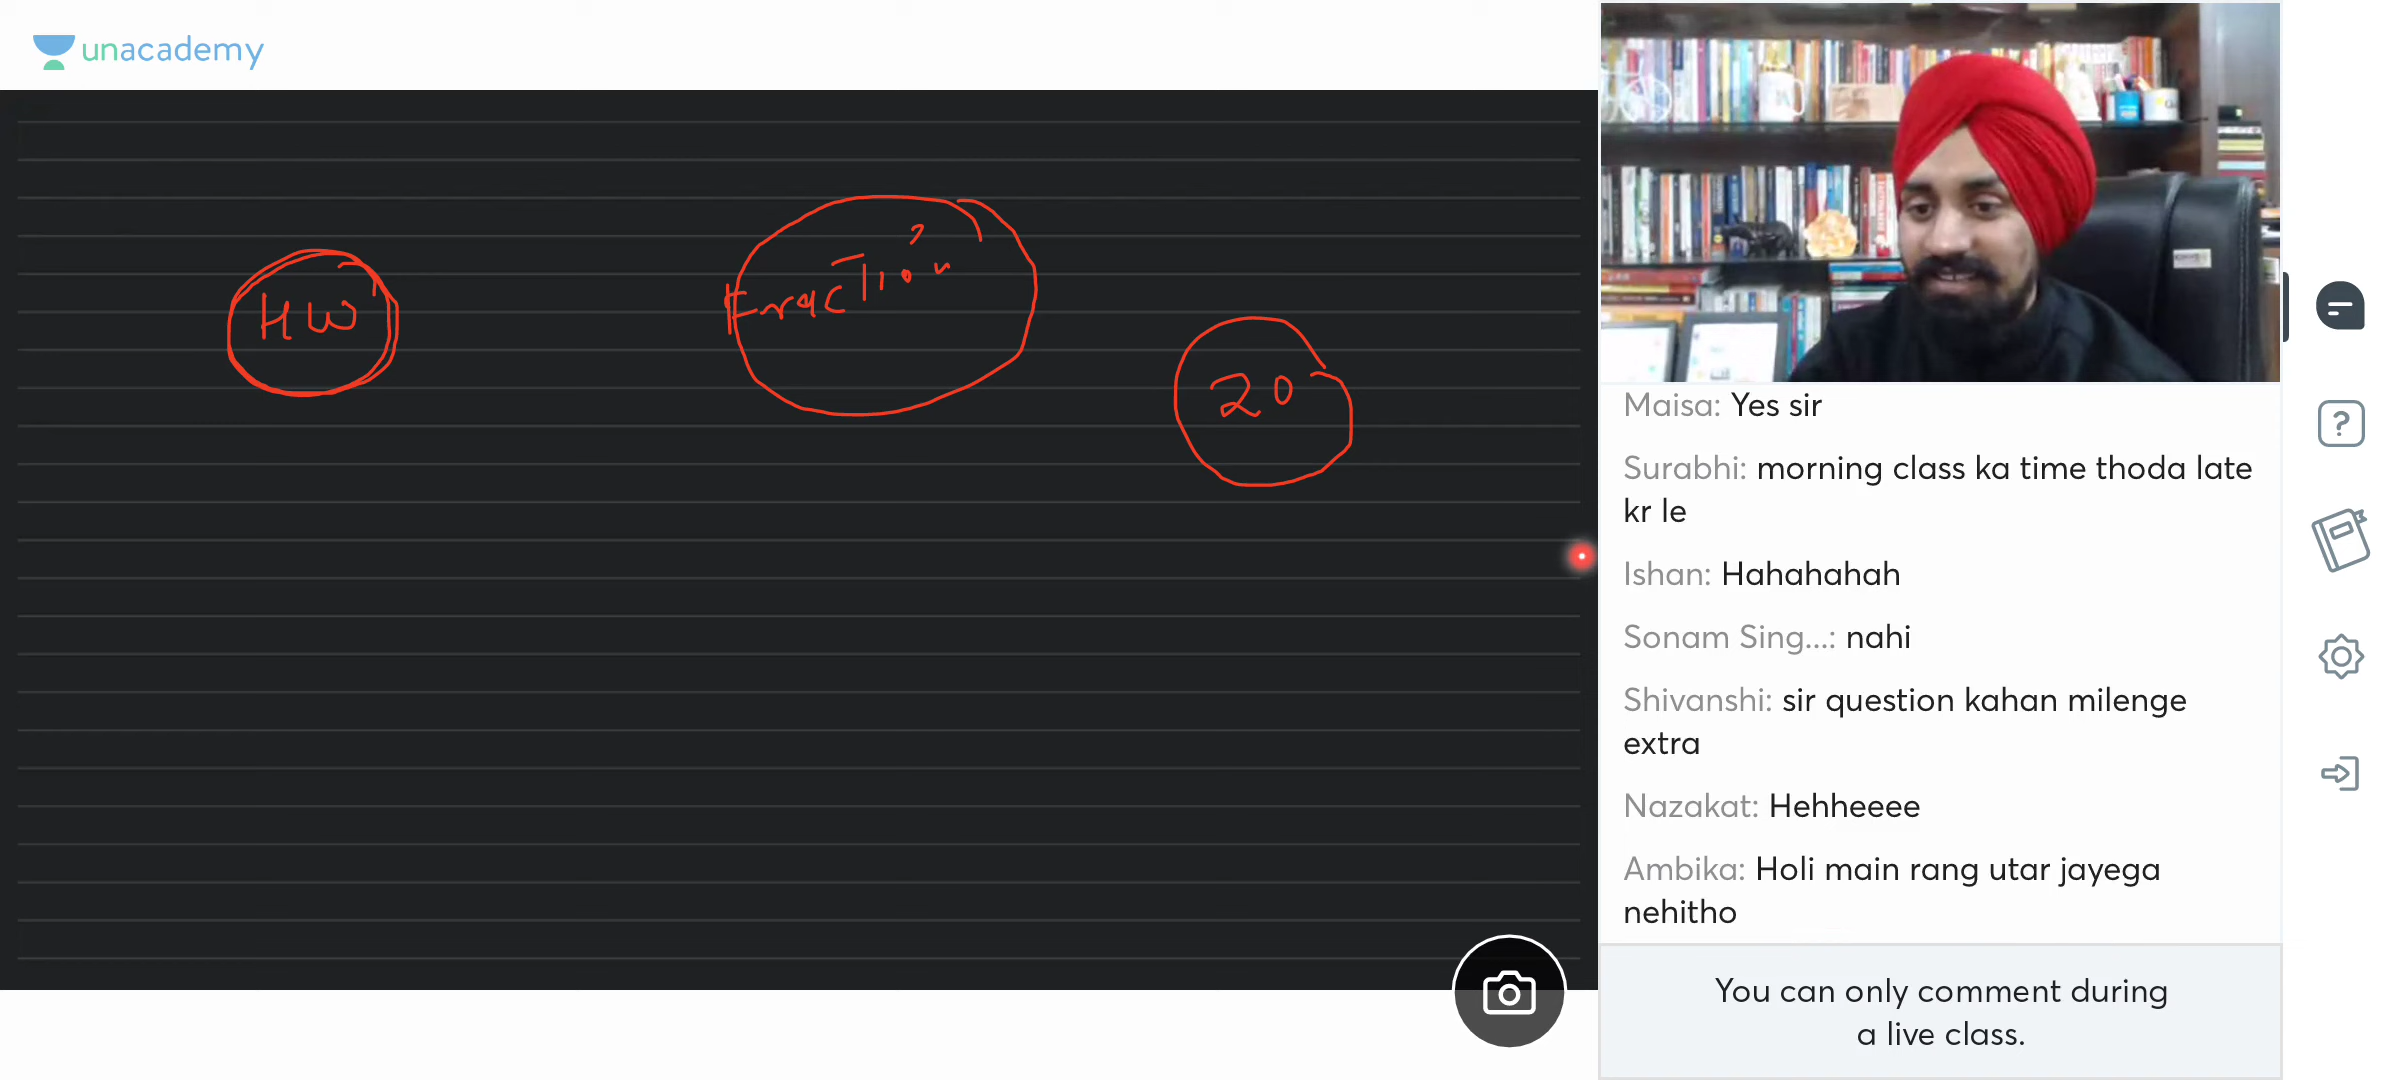 unacademy
HW
Fraction
20
Maisa: Yes sir
Surabhi: morning class ka time thoda late
kr le
Ishan: Hahahahah
Sonam Sing...: nahi
Shivanshi: sir question kahan milenge
extra
Nazakat: Hehheeee
Ambika: Holi main rang utar jayega
nehitho
You can only comment during
a live class.